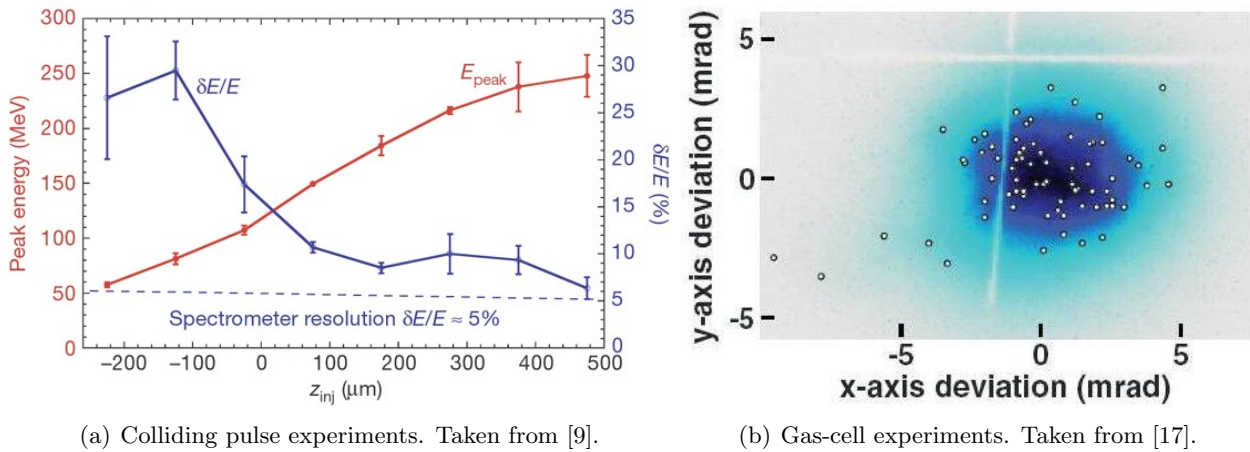 300
250
200
150
100
50
0
Peak energy (MeV)
δE/E
E_peak
35
30
25
20
15
10
5
0
δE/E (%)
Spectrometer resolution δE/E ≈ 5%
−200 −100 0 100 200 300 400 500
z_inj (μm)
(a) Colliding pulse experiments. Taken from [9].
5
0
-5
y-axis deviation (mrad)
-5 0 5
x-axis deviation (mrad)
(b) Gas-cell experiments. Taken from [17].